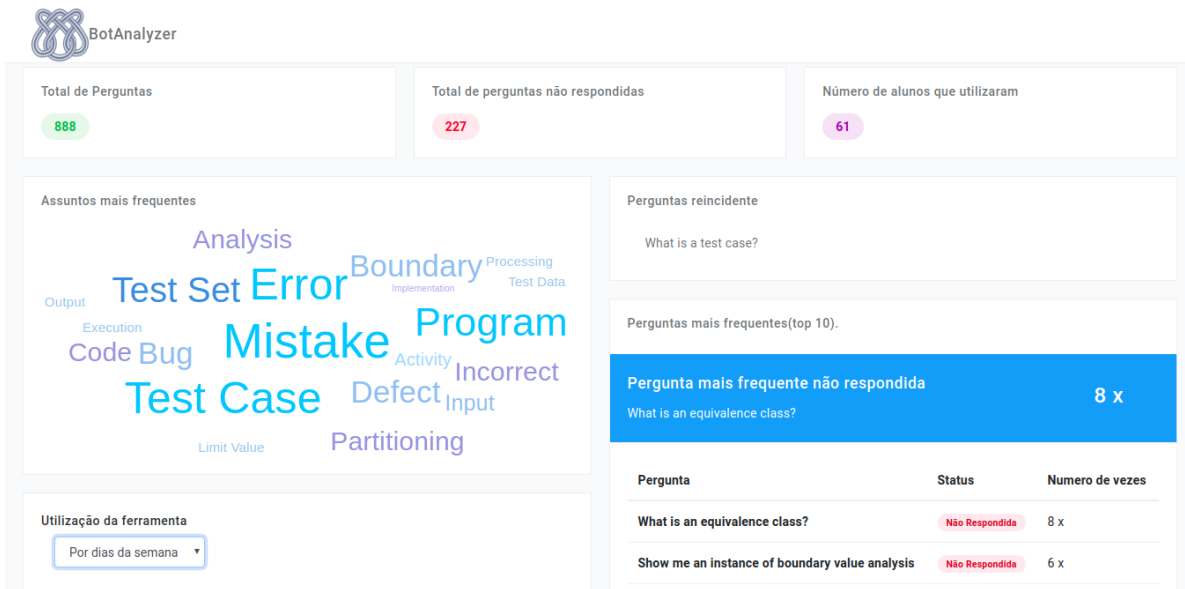 BotAnalyzer
Total de Perguntas
888
Total de perguntas não respondidas
227
Número de alunos que utilizaram
61
Assuntos mais frequentes
Analysis
Boundary
Processing
Test Set
Error
Implementation
Test Data
Output
Program
Execution
Mistake
Code
Bug
Activity
Incorrect
Test Case
Defect
Input
Partitioning
Limit Value
Utilização da ferramenta
Por dias da semana
Perguntas reincidente
What is a test case?
Perguntas mais frequentes(top 10).
Pergunta mais frequente não respondida
What is an equivalence class?
8 x
Pergunta Status Numero de vezes
What is an equivalence class? Não Respondida 8 x
Show me an instance of boundary value analysis Não Respondida 6 x